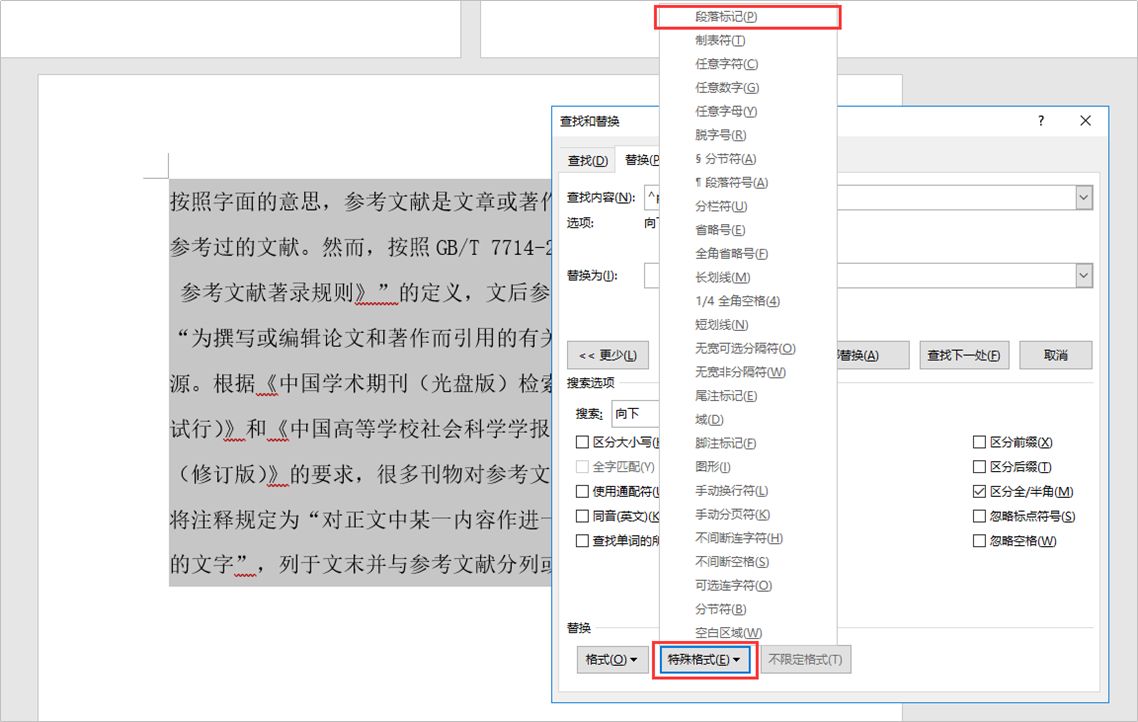 按照字面的意思，参考文献是文章或著作
参考过的文献。然而，按照 GB/T 7714-2
参考文献著录规则》”的定义，文后参
“为撰写或编辑论文和著作而引用的有关
源。根据《中国学术期刊（光盘版）检索
试行)》和《中国高等学校社会科学学报
（修订版）》的要求，很多刊物对参考文
将注释规定为“对正文中某一内容作进一
的文字”，列于文末并与参考文献分列或
查找和替换
?
查找(D)
替换(P
查找内容(N):
^p
选项:
向下
替换为(I):
<< 更少(L)
替换(A)
查找下一处(F)
取消
搜索选项
搜索:
向下
区分大小写(H
全字匹配(Y)
使用通配符(U
同音(英文)(K
查找单词的所
区分前缀(X)
区分后缀(T)
区分全/半角(M)
忽略标点符号(S)
忽略空格(W)
替换
格式(O)
特殊格式(E)
不限定格式(T)
段落标记(P)
制表符(T)
任意字符(C)
任意数字(G)
任意字母(Y)
脱字号(R)
§ 分节符(A)
¶ 段落符号(A)
分栏符(U)
省略号(E)
全角省略号(F)
长划线(M)
1/4 全角空格(4)
短划线(N)
无宽可选分隔符(O)
无宽非分隔符(W)
尾注标记(E)
域(D)
脚注标记(F)
图形(I)
手动换行符(L)
手动分页符(K)
不间断连字符(H)
不间断空格(S)
可选连字符(O)
分节符(B)
空白区域(W)